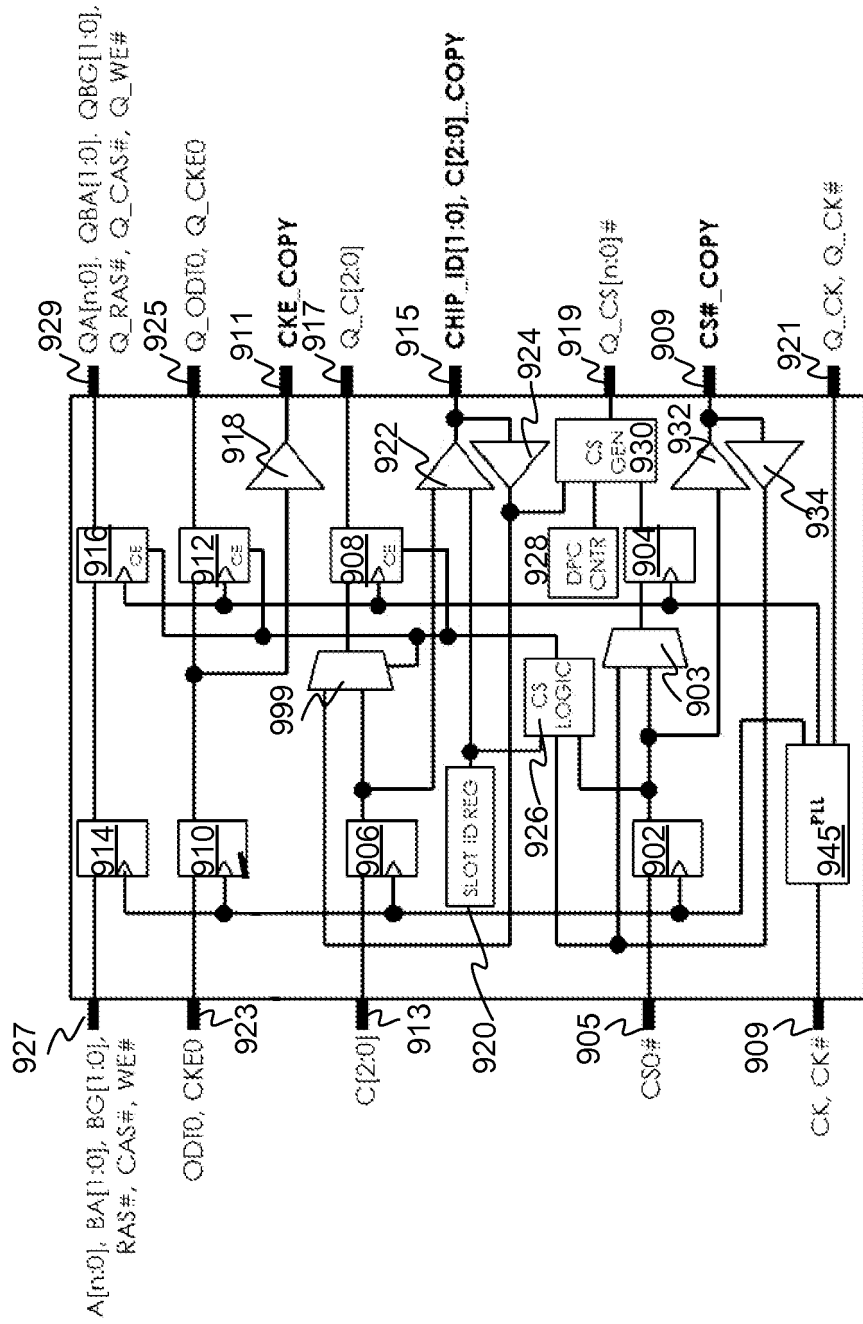 A[n:0], BA[1:0], BG[1:0],
RAS#, CAS#, WE#
927
ODT0, CKE0
923
C[2:0]
913
920
CS0#
905
CK, CK#
909
914
910
906
SLOT ID REG
902
945 PLL
999
926
CS
LOGIC
903
916
CE
912
908
CE
928
DPC
CNTR
904
918
922
924
CS
GEN
930
932
934
929
QA[n:0], QBA[1:0], QBG[1:0],
Q_RAS#, Q_CAS#, Q_WE#
925
Q_ODT0, Q_CKE0
911
CKE_COPY
917
Q_C[2:0]
915
CHIP_ID[1:0], C[2:0]_COPY
919
Q_CS[n:0]#
909
CS#_COPY
921
Q_CK, Q_CK#